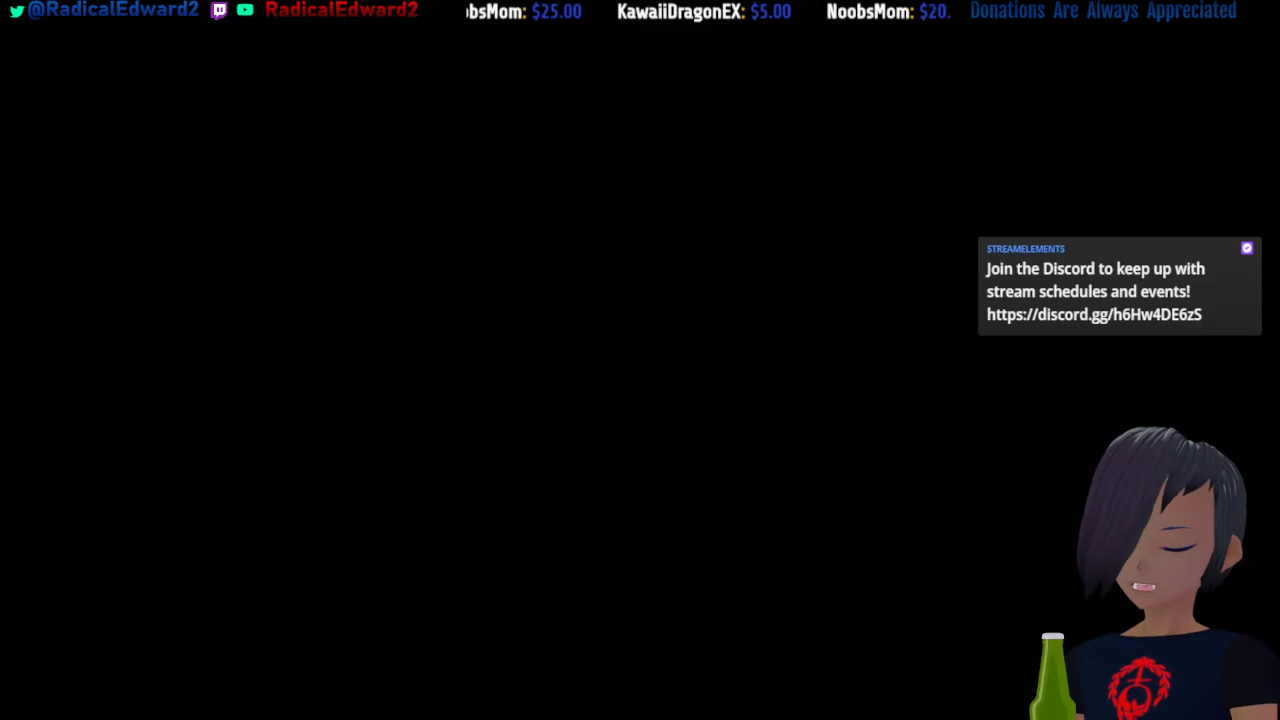 @RadicalEdward2 RadicalEdward2 bsMom: $25.00 KawaiiDragonEX: $5.00 NoobsMom: $20. Donations Are Always Appreciated
STREAMELEMENTS
Join the Discord to keep up with
stream schedules and events!
https://discord.gg/h6Hw4DE6zS